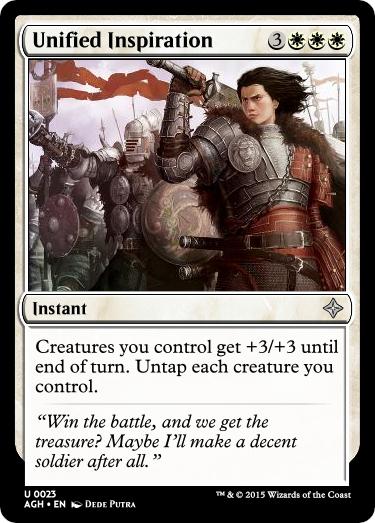 Unified Inspiration 3
Instant
Creatures you control get +3/+3 until
end of turn. Untap each creature you
control.
“Win the battle, and we get the
treasure? Maybe I’ll make a decent
soldier after all.”
U 0023
AGH • EN Dede Putra
™ & © 2015 Wizards of the Coast